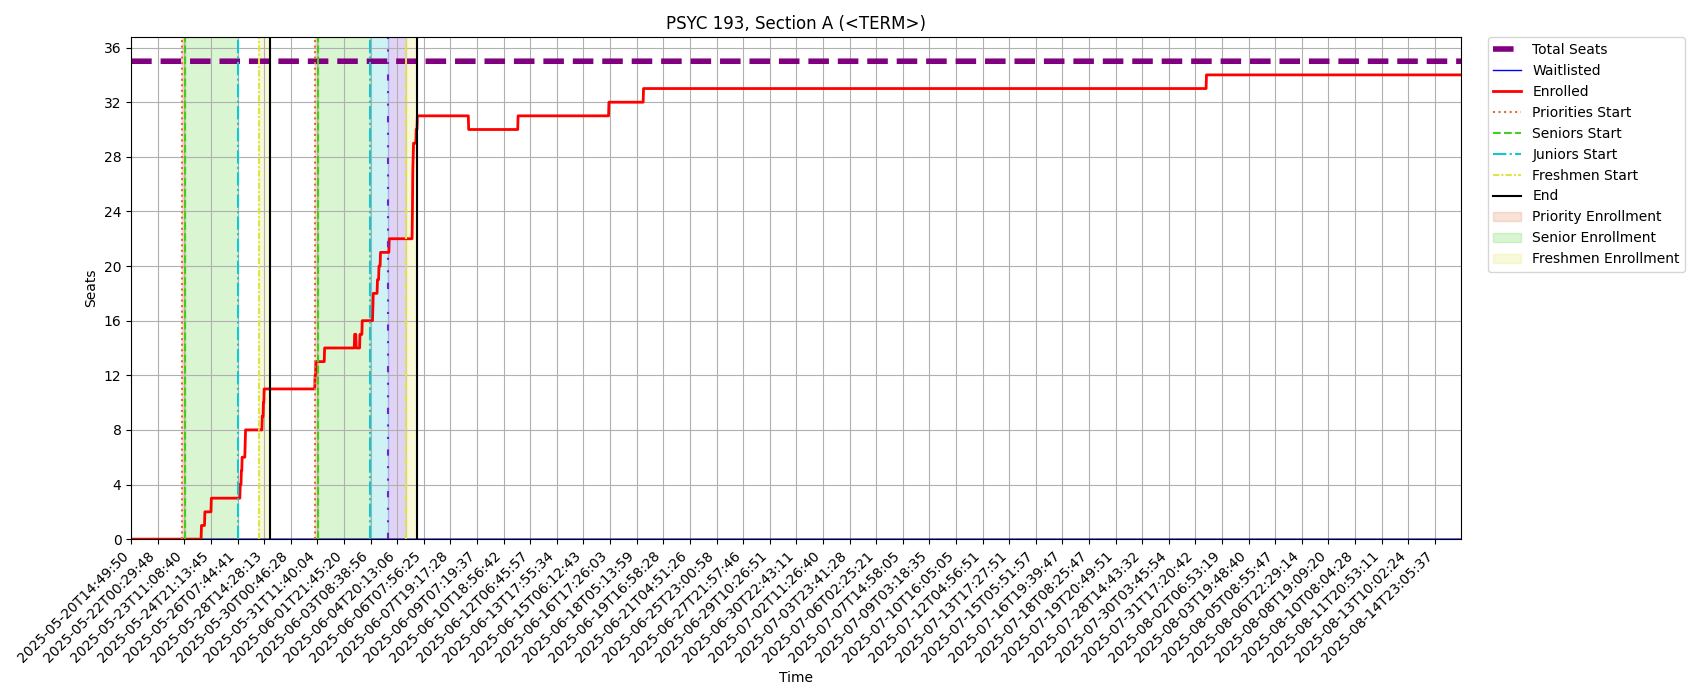 PSYC 193, Section A (<TERM>)
Total Seats
Waitlisted
Enrolled
Priorities Start
Seniors Start
Juniors Start
Freshmen Start
End
Priority Enrollment
Senior Enrollment
Freshmen Enrollment
Seats
36
32
28
24
20
16
12
8
4
0
2025-05-20T14:49:50
2025-05-22T00:29:48
2025-05-23T11:08:40
2025-05-24T21:13:45
2025-05-26T07:44:41
2025-05-28T14:28:13
2025-05-30T00:46:28
2025-05-31T11:40:04
2025-06-01T21:45:20
2025-06-03T08:38:56
2025-06-04T20:13:06
2025-06-06T07:56:25
2025-06-07T19:17:28
2025-06-09T07:19:37
2025-06-10T18:56:42
2025-06-12T06:45:57
2025-06-13T17:55:34
2025-06-15T06:12:43
2025-06-16T17:26:03
2025-06-18T05:13:59
2025-06-19T16:58:28
2025-06-21T04:51:26
2025-06-25T23:00:58
2025-06-27T21:57:46
2025-06-29T10:26:51
2025-06-30T22:43:11
2025-07-02T11:26:40
2025-07-03T23:41:28
2025-07-06T02:25:21
2025-07-07T14:58:05
2025-07-09T03:18:35
2025-07-10T16:05:05
2025-07-12T04:56:51
2025-07-13T17:27:51
2025-07-15T05:51:57
2025-07-16T19:39:47
2025-07-18T08:25:47
2025-07-19T20:49:51
2025-07-28T14:43:32
2025-07-30T03:45:54
2025-07-31T17:20:42
2025-08-02T06:53:19
2025-08-03T19:48:40
2025-08-05T08:55:47
2025-08-06T22:29:14
2025-08-08T19:09:20
2025-08-10T08:04:28
2025-08-11T20:53:11
2025-08-13T10:02:24
2025-08-14T23:05:37
Time